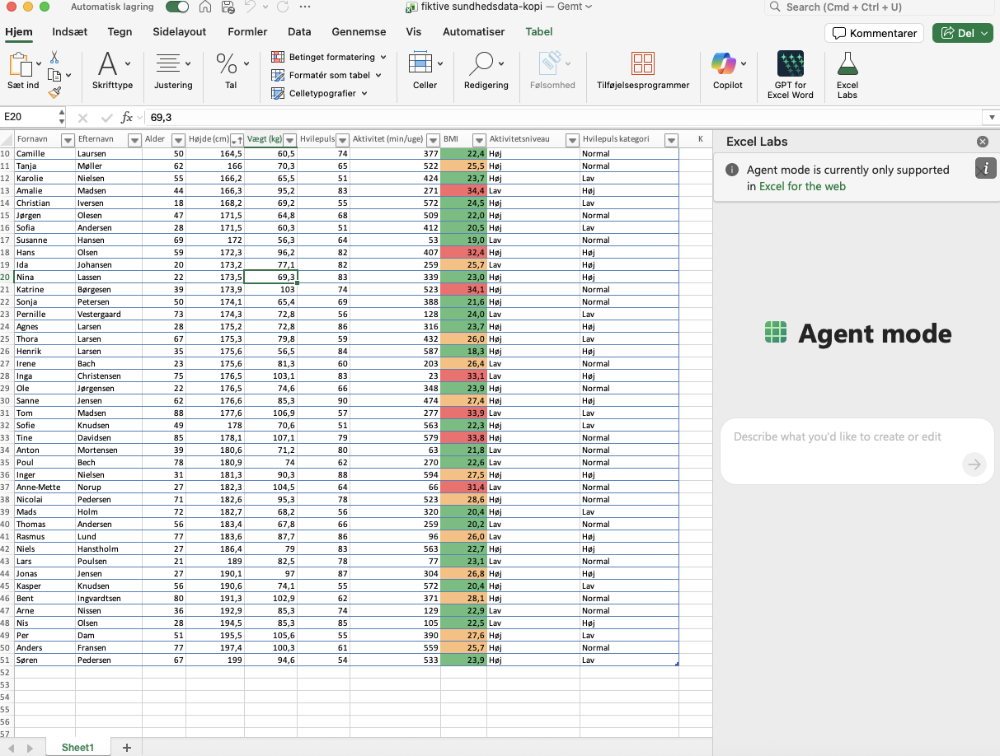 Automatisk lagring fiktive sundhedsdata-kopi — Gemt Search (Cmd + Ctrl + U)
Hjem Indsæt Tegn Sidelayout Formler Data Gennemse Vis Automatiser Tabel Kommentarer Del
Sæt ind Skrifttype Justering Tal Betinget formatering Formatér som tabel Celletypografier Celler Redigering Følsomhed Tilføjelsesprogrammer Copilot GPT for Excel Word Excel Labs
E20 fx 69,3
Fornavn Efternavn Alder Højde (cm) Vægt (kg) Hvilepuls Aktivitet (min/uge) BMI Aktivitetsniveau Hvilepuls kategori K
10 Camille Laursen 50 164,5 60,5 74 377 22,4 Høj Normal
11 Tanja Møller 62 166 70,3 65 522 25,5 Høj Normal
12 Karolie Nielsen 55 166,2 65,5 51 424 23,7 Høj Lav
13 Amalie Madsen 44 166,3 95,2 83 271 34,4 Lav Høj
14 Christian Iversen 18 168,2 69,2 55 572 24,5 Høj Lav
15 Jørgen Olesen 47 171,5 64,8 68 509 22,0 Høj Normal
16 Sofia Andersen 28 171,5 60,3 51 412 20,5 Høj Lav
17 Susanne Hansen 69 172 56,3 64 53 19,0 Lav Normal
18 Hans Olsen 59 172,3 96,2 82 407 32,4 Høj Høj
19 Ida Johansen 20 173,2 77,1 82 259 25,7 Lav Høj
20 Nina Lassen 22 173,5 69,3 83 339 23,0 Høj Høj
21 Katrine Børgesen 39 173,9 103 74 523 34,1 Høj Normal
22 Sonja Petersen 50 174,1 65,4 69 388 21,6 Høj Normal
23 Pernille Vestergaard 73 174,3 72,8 56 128 24,0 Lav Lav
24 Agnes Larsen 28 175,2 72,8 86 316 23,7 Høj Høj
25 Thora Larsen 67 175,3 79,8 59 432 26,0 Høj Lav
26 Henrik Larsen 35 175,6 56,5 84 587 18,3 Høj Høj
27 Irene Bach 23 175,6 81,3 60 203 26,4 Lav Normal
28 Inga Christensen 75 176,5 103,1 83 23 33,1 Lav Høj
29 Ole Jørgensen 22 176,5 74,6 66 348 23,9 Høj Normal
30 Sanne Jensen 62 176,6 85,3 90 474 27,4 Høj Høj
31 Tom Madsen 88 177,6 106,9 57 277 33,9 Lav Lav
32 Sofie Knudsen 49 178 70,6 51 563 22,3 Høj Lav
33 Tine Davidsen 85 178,1 107,1 79 579 33,8 Høj Normal
34 Anton Mortensen 39 180,6 71,2 80 63 21,8 Lav Normal
35 Poul Bech 78 180,9 74 62 270 22,6 Lav Normal
36 Inger Nielsen 31 181,3 90,3 88 594 27,5 Høj Høj
37 Anne-Mette Norup 27 182,3 104,5 64 66 31,4 Lav Normal
38 Nicolai Pedersen 71 182,6 95,3 78 523 28,6 Høj Normal
39 Mads Holm 72 182,7 68,2 56 320 20,4 Høj Lav
40 Thomas Andersen 56 183,4 67,8 66 259 20,2 Lav Normal
41 Rasmus Lund 77 183,6 87,7 86 96 26,0 Lav Høj
42 Niels Hanstholm 27 186,4 79 83 563 22,7 Høj Høj
43 Lars Poulsen 21 189 82,5 78 77 23,1 Lav Normal
44 Jonas Jensen 27 190,1 97 87 304 26,8 Høj Høj
45 Kasper Knudsen 56 190,6 74,1 55 572 20,4 Høj Lav
46 Bent Ingvardtsen 80 191,3 102,9 62 371 28,1 Høj Normal
47 Arne Nissen 36 192,9 85,3 74 129 22,9 Lav Normal
48 Nis Olsen 28 194,5 85,3 85 105 22,5 Lav Høj
49 Per Dam 51 195,5 105,6 55 390 27,6 Høj Lav
50 Anders Fransen 77 197,4 100,3 61 559 25,7 Høj Normal
51 Søren Pedersen 67 199 94,6 54 533 23,9 Høj Lav
52
53
54
55
56
57
Sheet1
Excel Labs
Agent mode is currently only supported
in Excel for the web
Agent mode
Describe what you'd like to create or edit